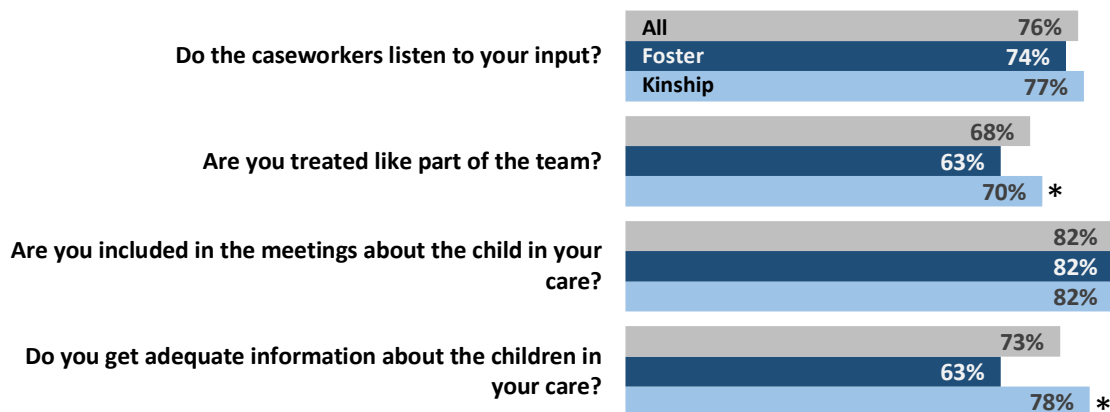 All 76%
Do the caseworkers listen to your input? Foster 74%
Kinship 77%
68%
Are you treated like part of the team? 63%
70% *
82%
Are you included in the meetings about the child in your
care?
82%
82%
73%
Do you get adequate information about the children in
your care?
63%
78% *